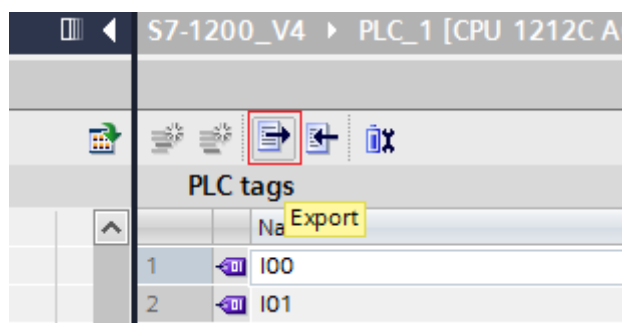 S7-1200_V4 ▸ PLC_1 [CPU 1212C A
PLC tags
Na
Export
1 I00
2 I01